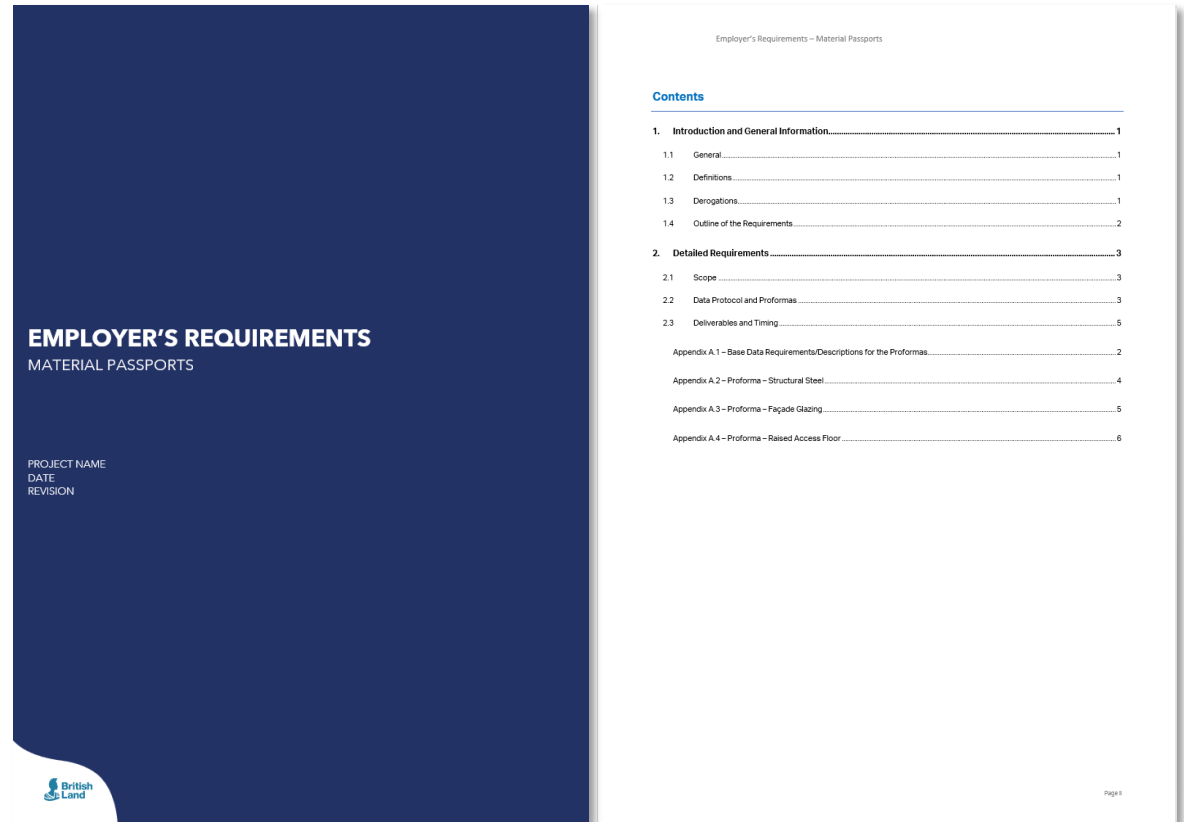 EMPLOYER'S REQUIREMENTS
MATERIAL PASSPORTS
PROJECT NAME
DATE
REVISION
British
Land
Employer's Requirements – Material Passports
Contents
1. Introduction and General Information 1
1.1 General 1
1.2 Definitions 1
1.3 Derogations 1
1.4 Outline of the Requirements 2
2. Detailed Requirements 3
2.1 Scope 3
2.2 Data Protocol and Proformas 3
2.3 Deliverables and Timing 5
Appendix A.1 – Base Data Requirements/Descriptions for the Proformas 2
Appendix A.2 – Proforma – Structural Steel 4
Appendix A.3 – Proforma – Façade Glazing 5
Appendix A.4 – Proforma – Raised Access Floor 6
Page II